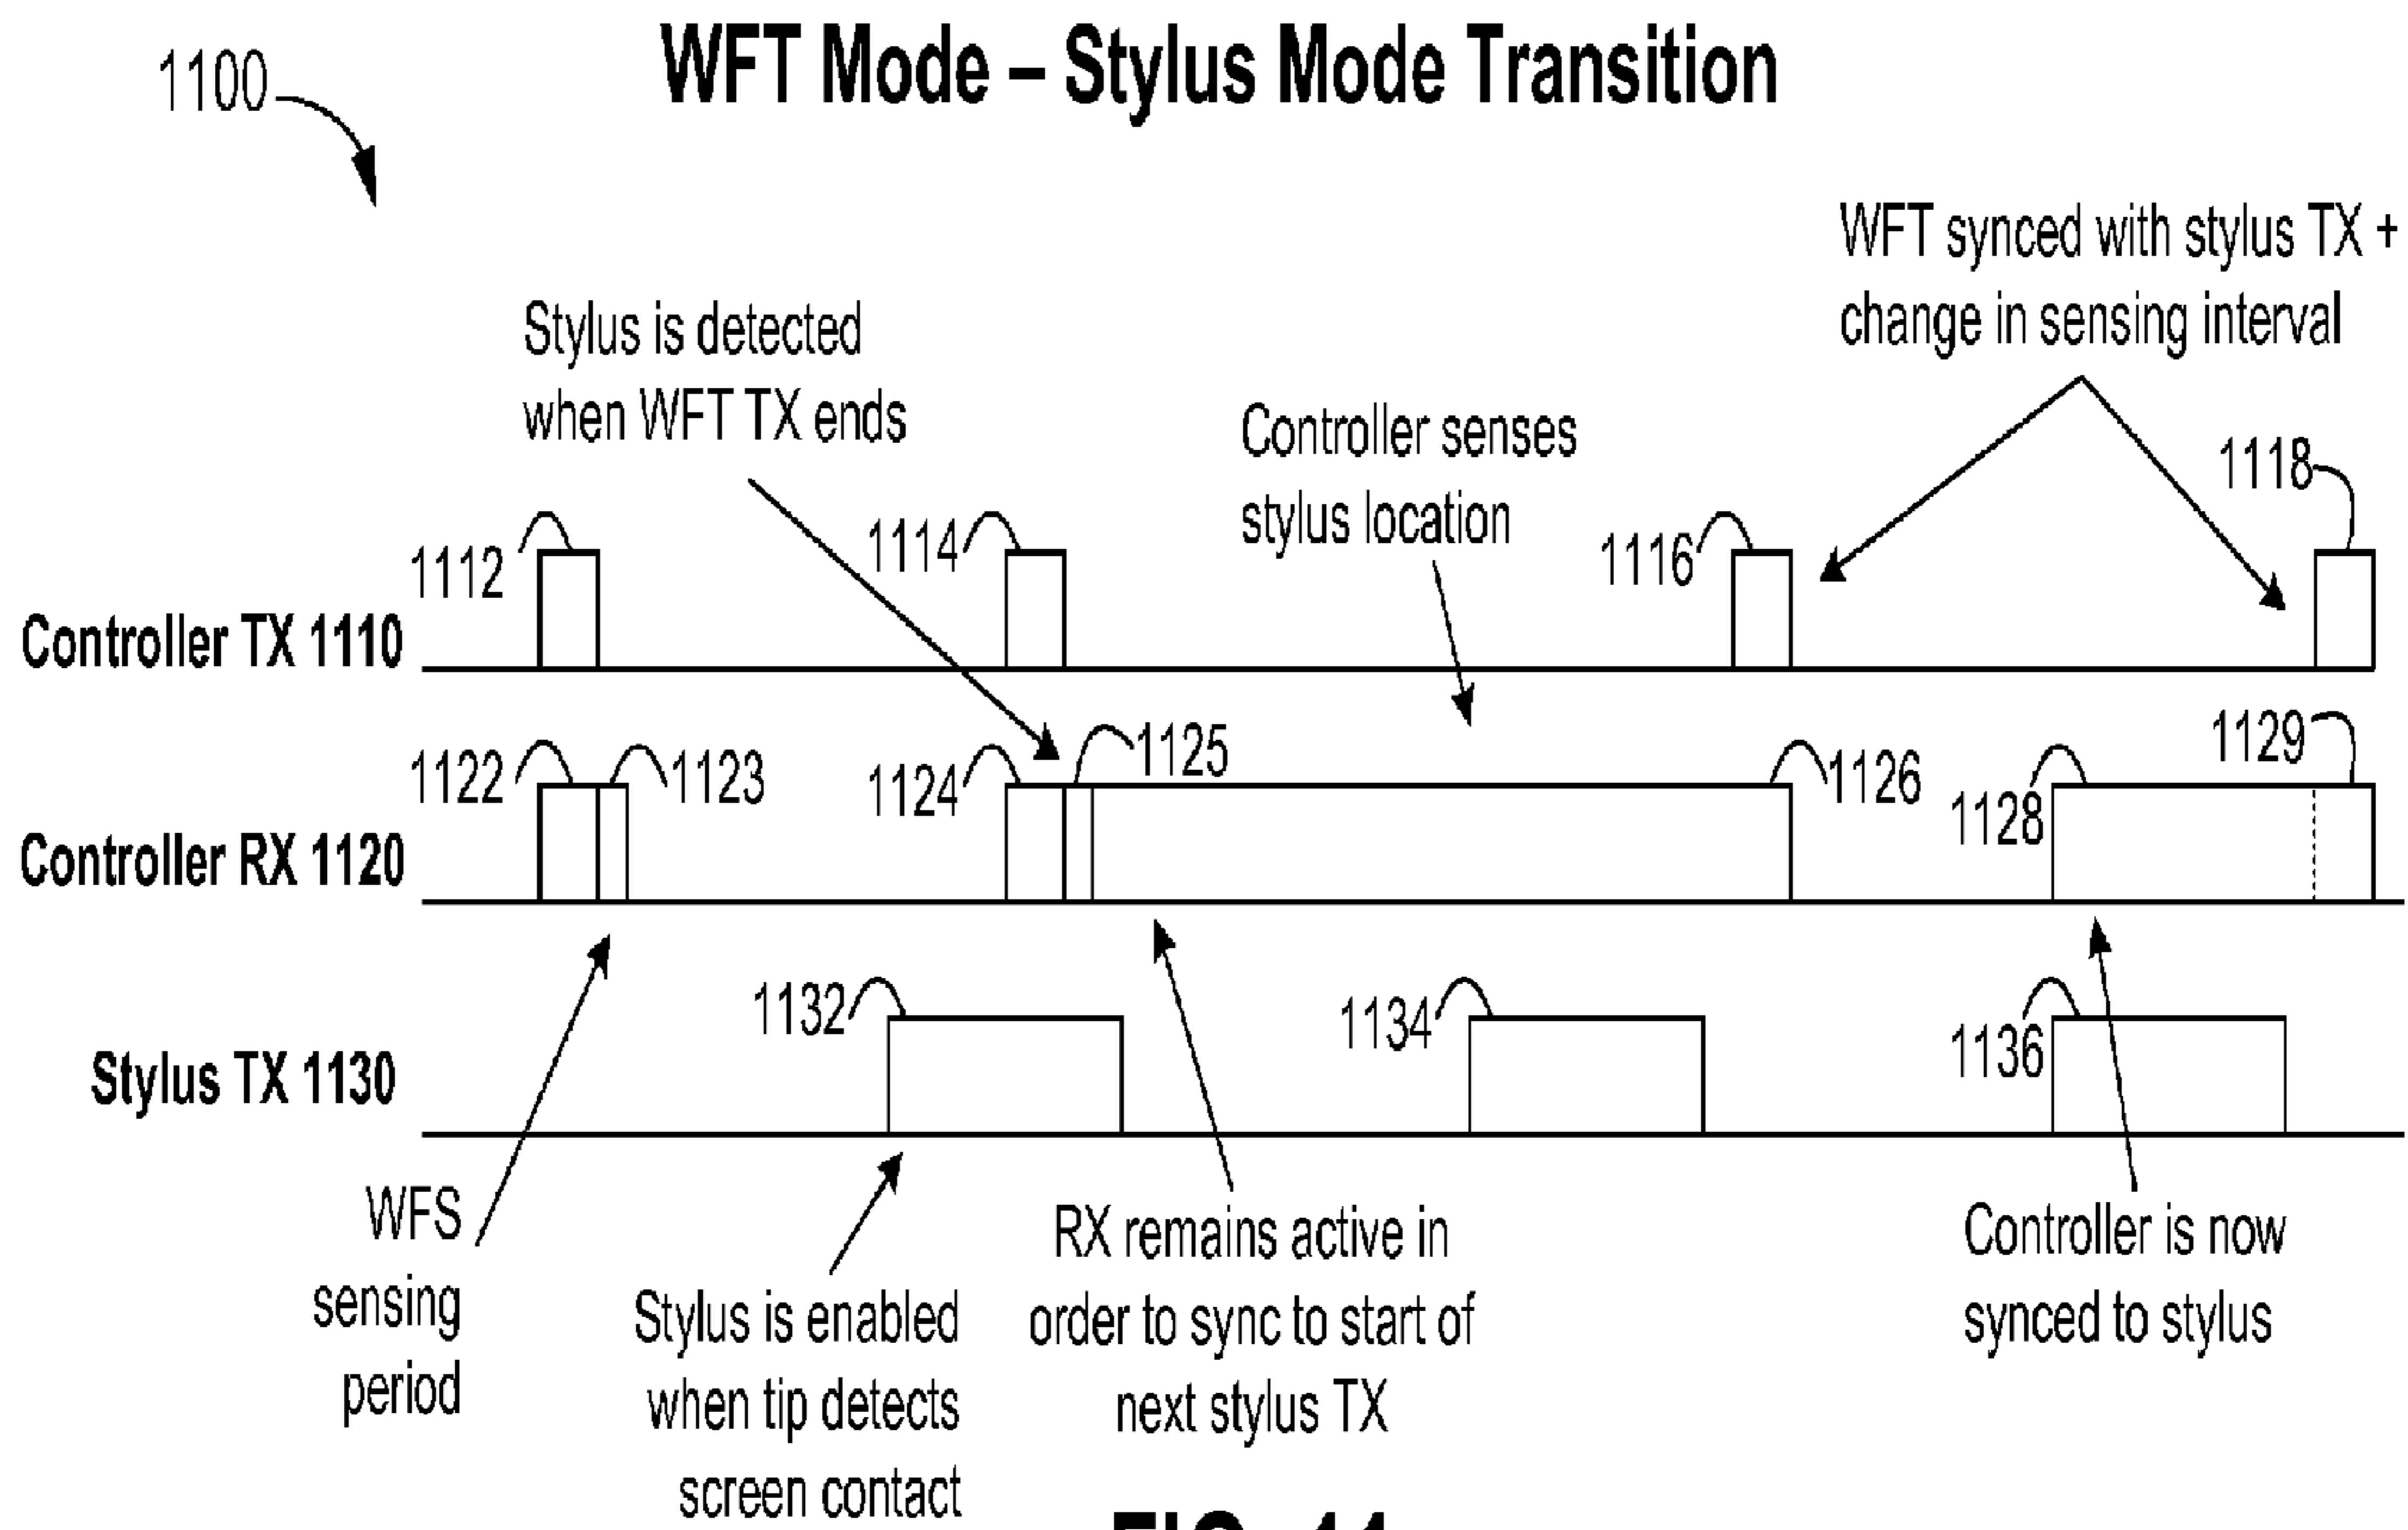 WFT Mode – Stylus Mode Transition
1100
WFT synced with stylus TX +
change in sensing interval
Stylus is detected
when WFT TX ends
Controller senses
stylus location
1118
1112
1114
1116
Controller TX 1110
1122
1123
1124
1125
1126
1128
1129
Controller RX 1120
1132
1134
1136
Stylus TX 1130
WFS
sensing
period
Stylus is enabled
when tip detects
screen contact
RX remains active in
order to sync to start of
next stylus TX
Controller is now
synced to stylus
FIG. 11